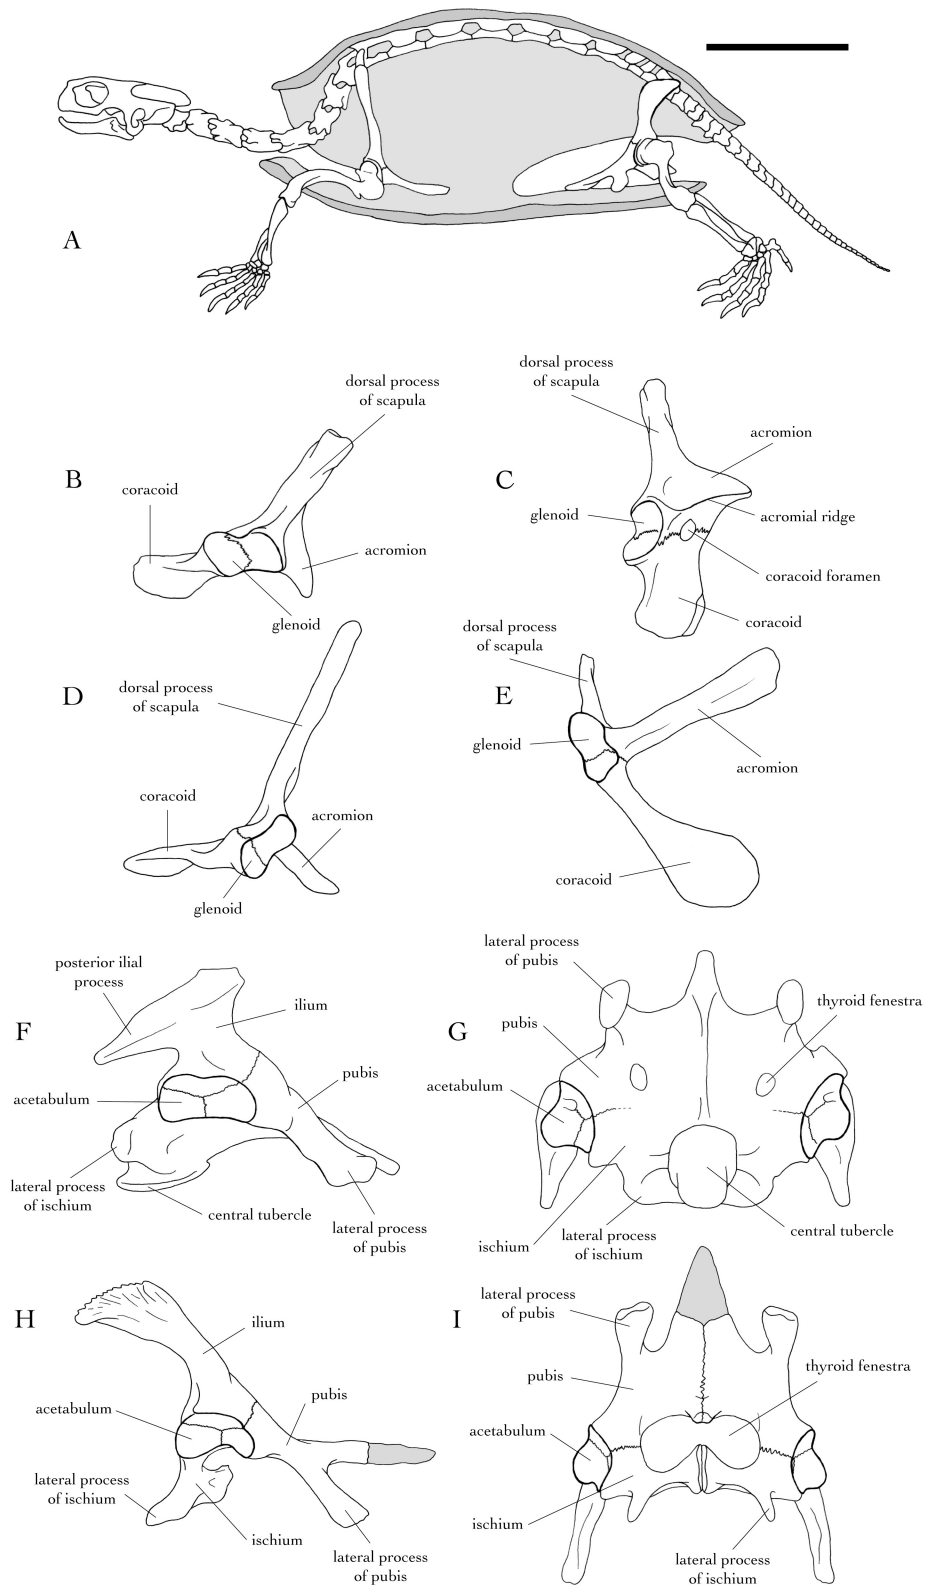 A
dorsal process
of scapula
B
coracoid
acromion
glenoid
dorsal process
of scapula
acromion
C
glenoid
acromial ridge
coracoid foramen
coracoid
D
dorsal process
of scapula
coracoid
acromion
glenoid
dorsal process
of scapula
E
glenoid
acromion
coracoid
posterior ilial
process
ilium
F
pubis
acetabulum
lateral process
of ischium
central tubercle
lateral process
of pubis
lateral process
of pubis
thyroid fenestra
pubis
G
acetabulum
ischium
lateral process
of ischium
central tubercle
H
ilium
pubis
acetabulum
lateral process
of ischium
ischium
lateral process
of pubis
lateral process
of pubis
I
thyroid fenestra
pubis
acetabulum
ischium
lateral process
of ischium